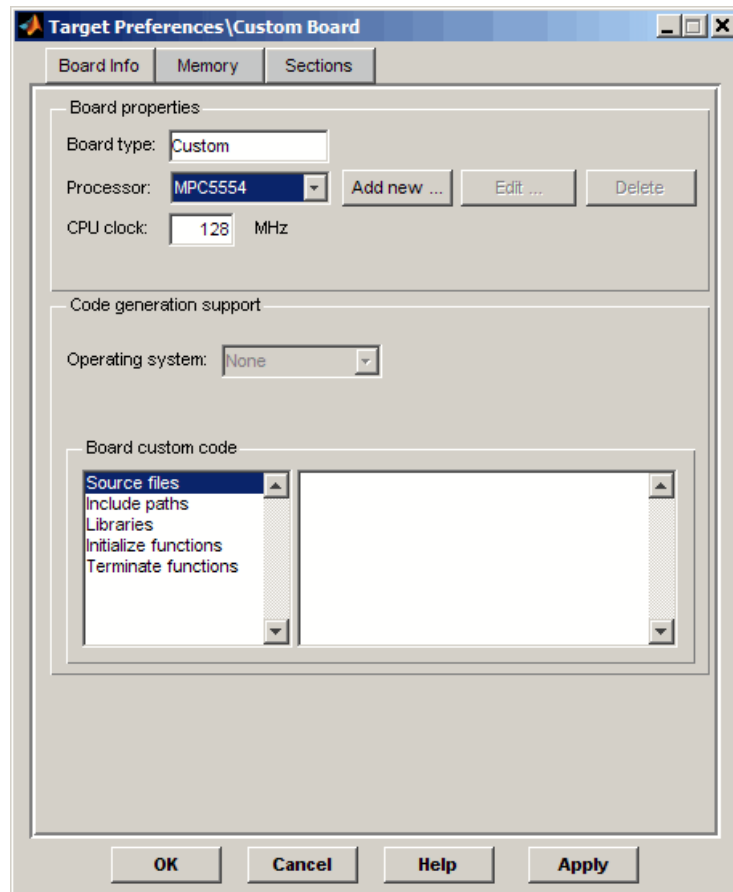 Target Preferences\Custom Board
Board Info Memory Sections
Board properties
Board type: Custom
Processor: MPC5554 Add new ... Edit ... Delete
CPU clock: 128 MHz
Code generation support
Operating system: None
Board custom code
Source files
Include paths
Libraries
Initialize functions
Terminate functions
OK Cancel Help Apply